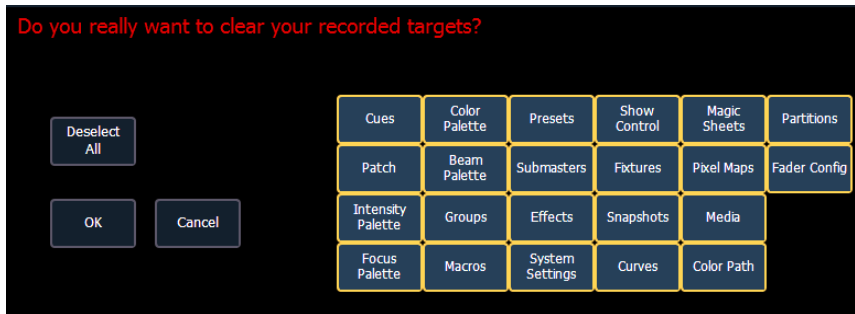 Do you really want to clear your recorded targets?
Deselect
All
OK
Cancel
Cues
Color
Palette
Presets
Show
Control
Magic
Sheets
Partitions
Patch
Beam
Palette
Submasters
Fixtures
Pixel Maps
Fader Config
Intensity
Palette
Groups
Effects
Snapshots
Media
Focus
Palette
Macros
System
Settings
Curves
Color Path